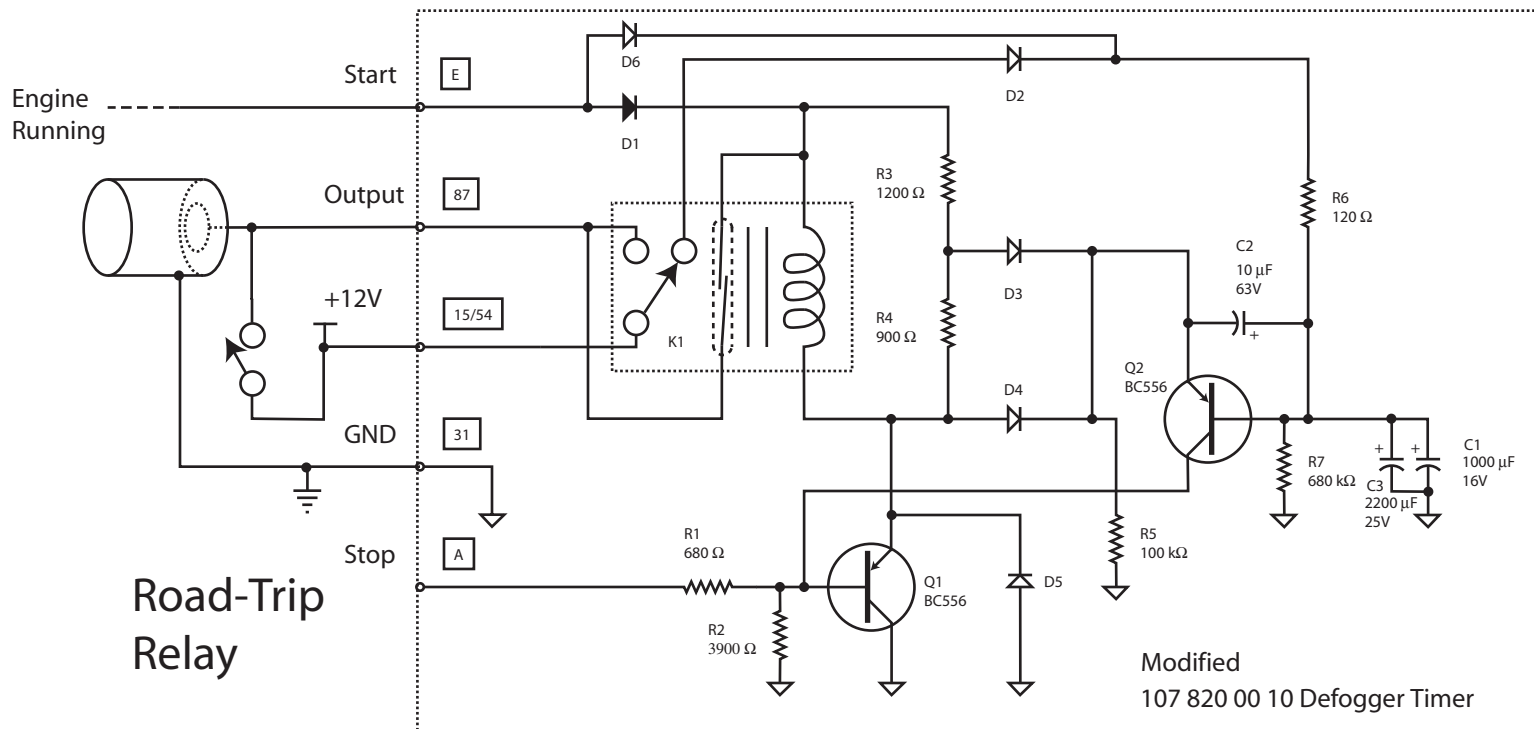 D6
Start
E
D2
Engine
Running
D1
R3
1200 Ω
Output
87
R6
120 Ω
C2
10 µF
63V
D3
+12V
15/54
R4
900 Ω
K1
D4
Q2
BC556
GND
31
+
+
+
R7
680 kΩ
C1
1000 µF
16V
C3
2200 µF
25V
Stop
A
R1
680 Ω
R5
100 kΩ
Q1
BC556
D5
R2
3900 Ω
Road-Trip
Relay
Modified
107 820 00 10 Defogger Timer